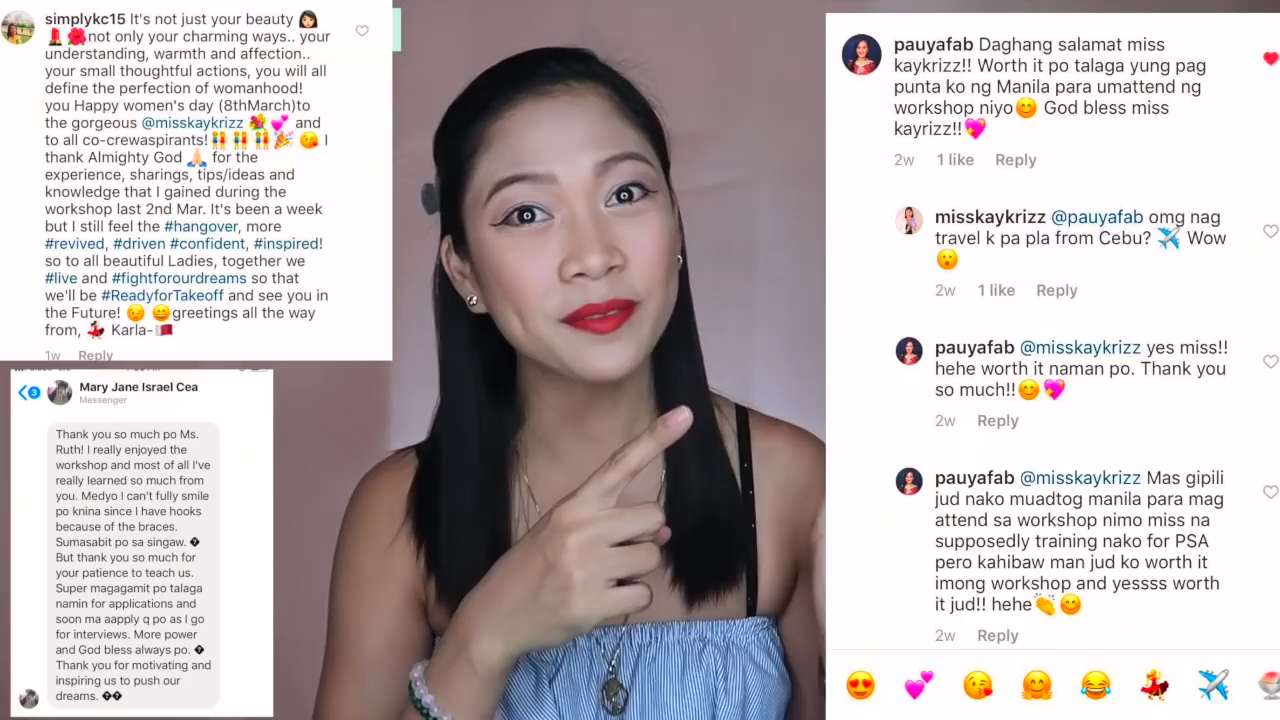 simplykc15 It's not just your beauty 👩🏻
💄🌺not only your charming ways.. your
understanding, warmth and affection..
your small thoughtful actions, you will all
define the perfection of womanhood!
you Happy women's day (8thMarch)to
the gorgeous @misskaykrizz 💐💕 and
to all co-crewaspirants!👭👭👭🎉 😘 I
thank Almighty God 🙏🏻 for the
experience, sharings, tips/ideas and
knowledge that I gained during the
workshop last 2nd Mar. It's been a week
but I still feel the #hangover, more
#revived, #driven #confident, #inspired!
so to all beautiful Ladies, together we
#live and #fightforourdreams so that
we'll be #ReadyforTakeoff and see you in
the Future! 😉 😄greetings all the way
from, 💃 Karla-🇶🇦
1w Reply
3 Mary Jane Israel Cea
Messenger
Thank you so much po Ms.
Ruth! I really enjoyed the
workshop and most of all I've
really learned so much from
you. Medyo I can't fully smile
po knina since I have hooks
because of the braces.
Sumasabit po sa singaw. �
But thank you so much for
your patience to teach us.
Super magagamit po talaga
namin for applications and
soon ma aapply q po as I go
for interviews. More power
and God bless always po. �
Thank you for motivating and
inspiring us to push our
dreams. ��
pauyafab Daghang salamat miss
kaykrizz!! Worth it po talaga yung pag
punta ko ng Manila para umattend ng
workshop niyo😊 God bless miss
kayrizz!!💖
2w 1 like Reply
misskaykrizz @pauyafab omg nag
travel k pa pla from Cebu? ✈️ Wow
😮
2w 1 like Reply
pauyafab @misskaykrizz yes miss!!
hehe worth it naman po. Thank you
so much!!😊💖
2w Reply
pauyafab @misskaykrizz Mas gipili
jud nako muadtog manila para mag
attend sa workshop nimo miss na
supposedly training nako for PSA
pero kahibaw man jud ko worth it
imong workshop and yessss worth
it jud!! hehe👏😊
2w Reply